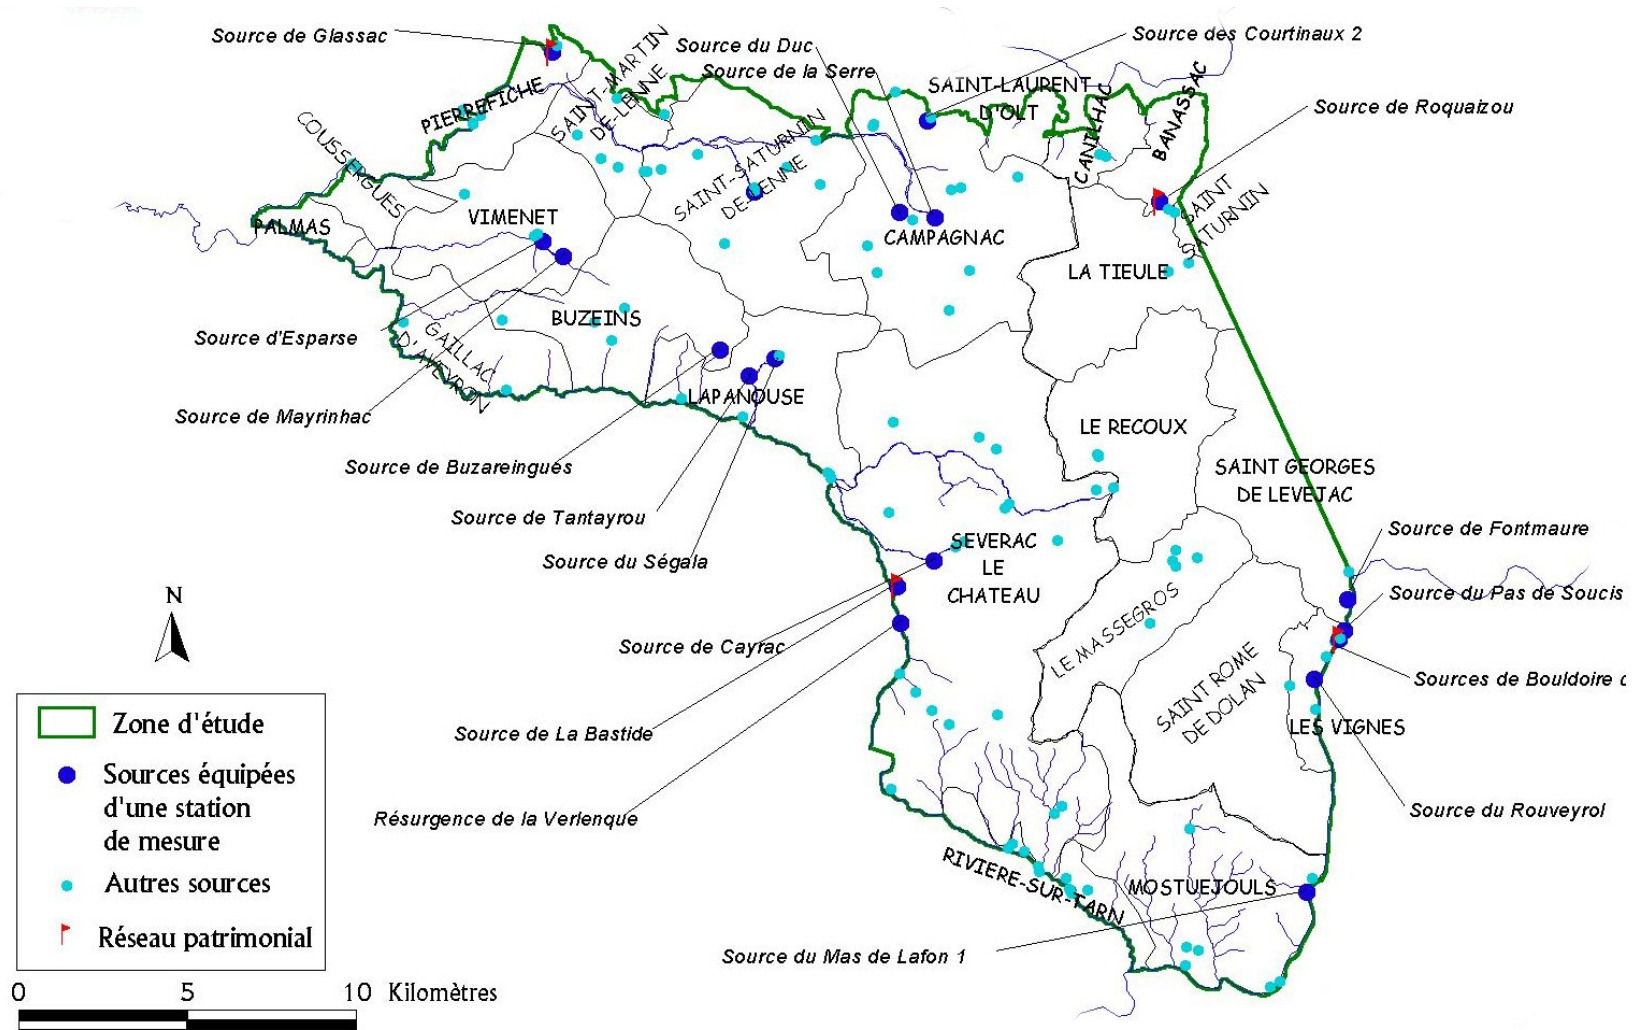 Source de Glassac
Source du Duc
Source de la Serre
Source des Courtinaux 2
Source de Roquaizou
SAINT-MARTIN
DE-LENNE
PIERREFICHE
SAINT-LAURENT
D'OLT
CANILHAC
BANASSAC
COUSSERGUES
SAINT-SATURNIN
DE-LENNE
SAINT
SATURNIN
PALMAS
VIMENET
CAMPAGNAC
LA TIEULE
Source d'Esparse
BUZEINS
GAILLAC
D'AVEYRON
Source de Mayrinhac
LAPANOUSE
LE RECOUX
Source de Buzareingues
SAINT GEORGES
DE LEVEJAC
Source de Tantayrou
Source du Ségala
SEVERAC
LE
CHATEAU
Source de Fontmaure
Source du Pas de Soucis
N
LE MASSEGROS
Source de Cayrac
SAINT ROME
DE DOLAN
Sources de Bouldoire
LES VIGNES
Source de La Bastide
Zone d'étude
Sources équipées
d'une station
de mesure
Autres sources
Réseau patrimonial
Résurgence de la Verlenque
Source du Rouveyrol
RIVIERE-SUR-TARN
MOSTUEJOULS
Source du Mas de Lafon 1
0 5 10 Kilomètres